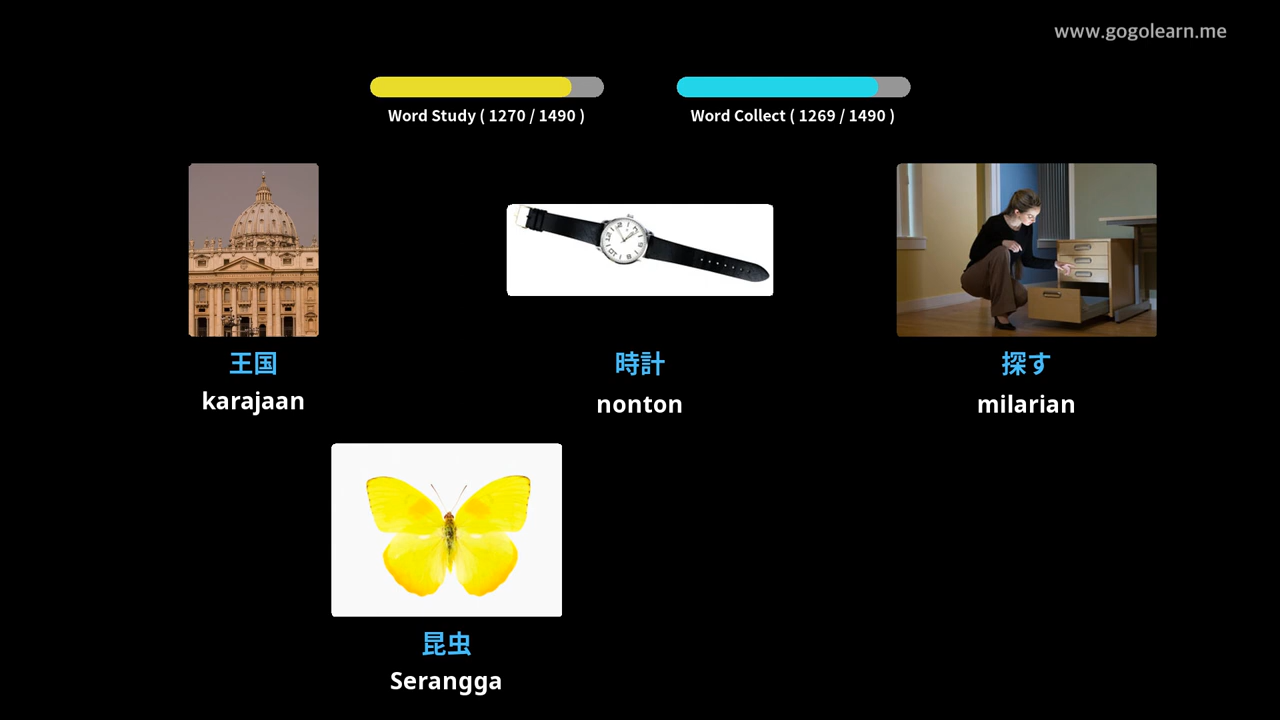 www.gogolearn.me
Word Study ( 1270 / 1490 )
Word Collect ( 1269 / 1490 )
王国
karajaan
時計
nonton
探す
milarian
昆虫
Serangga